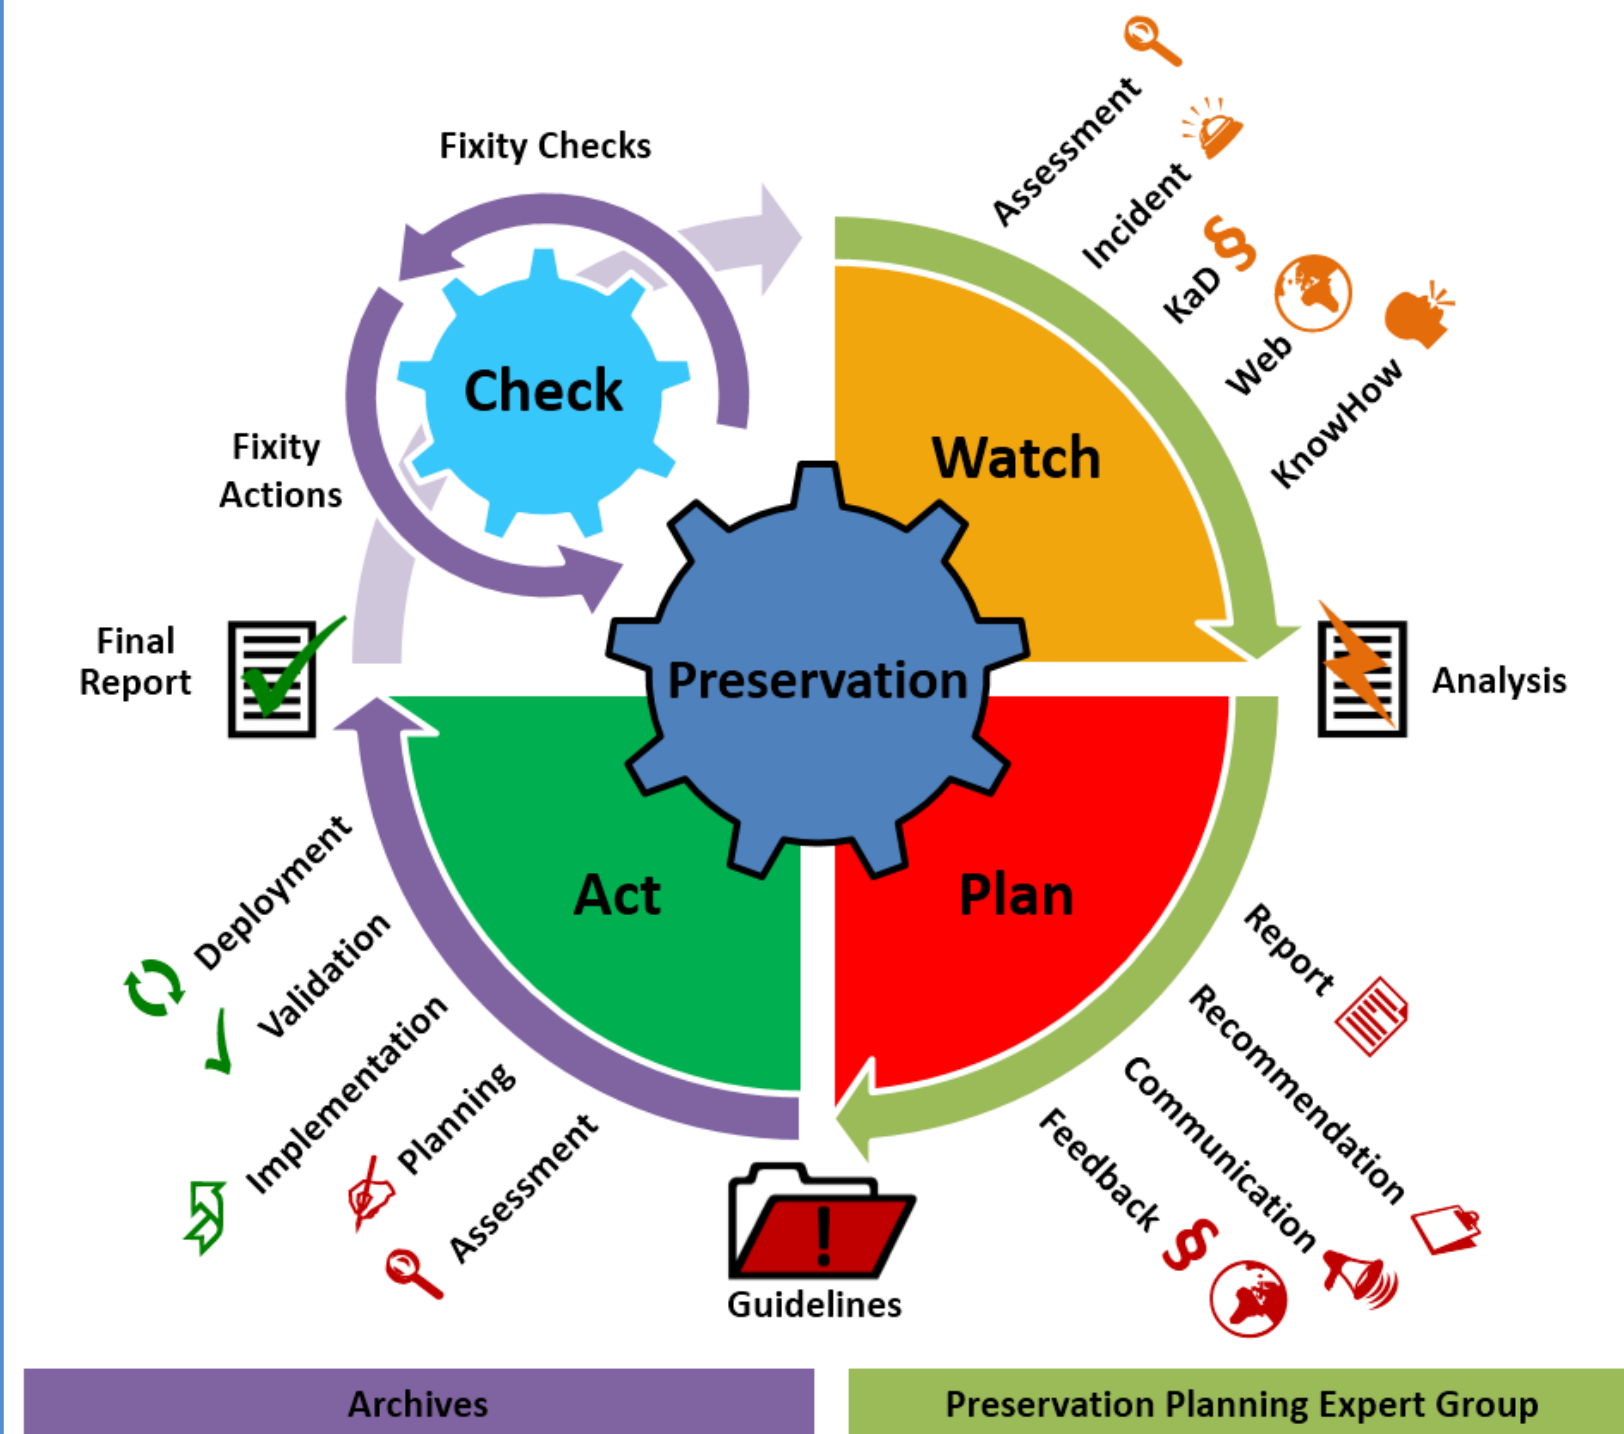 Fixity Checks
Assessment
Incident
KaD
Web
KnowHow
Check
Watch
Fixity
Actions
Final
Report
Preservation
Analysis
Act
Plan
Deployment
Validation
Implementation
Planning
Assessment
Report
Recommendation
Communication
Feedback
Guidelines
Archives
Preservation Planning Expert Group